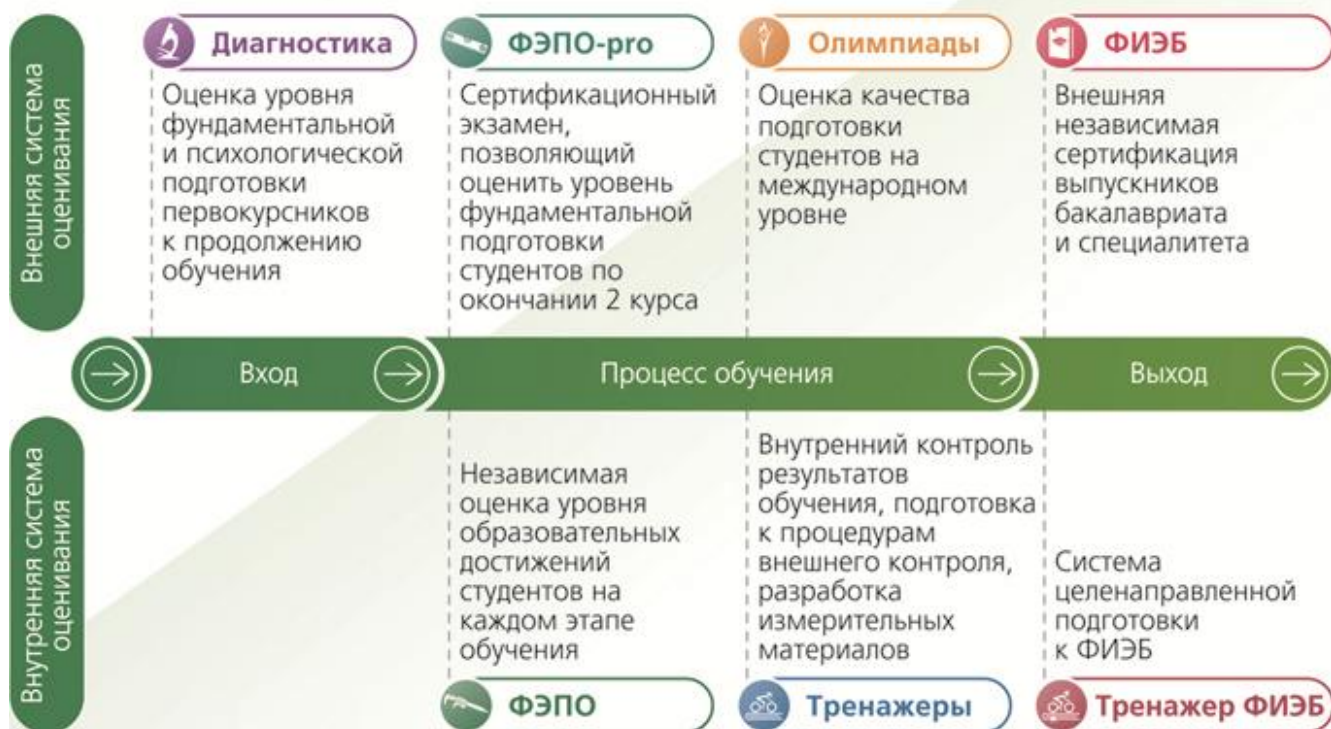 Внешняя система
оценивания
Диагностика
Оценка уровня
фундаментальной
и психологической
подготовки
первокурсников
к продолжению
обучения
ФЭПО-pro
Сертификационный
экзамен,
позволяющий
оценить уровень
фундаментальной
подготовки
студентов по
окончании 2 курса
Олимпиады
Оценка качества
подготовки
студентов на
международном
уровне
ФИЭБ
Внешняя
независимая
сертификация
выпускников
бакалавриата
и специалитета
Вход
Процесс обучения
Выход
Внутренняя система
оценивания
Независимая
оценка уровня
образовательных
достижений
студентов на
каждом этапе
обучения
ФЭПО
Внутренний контроль
результатов
обучения, подготовка
к процедурам
внешнего контроля,
разработка
измерительных
материалов
Тренажеры
Система
целенаправленной
подготовки
к ФИЭБ
Тренажер ФИЭБ